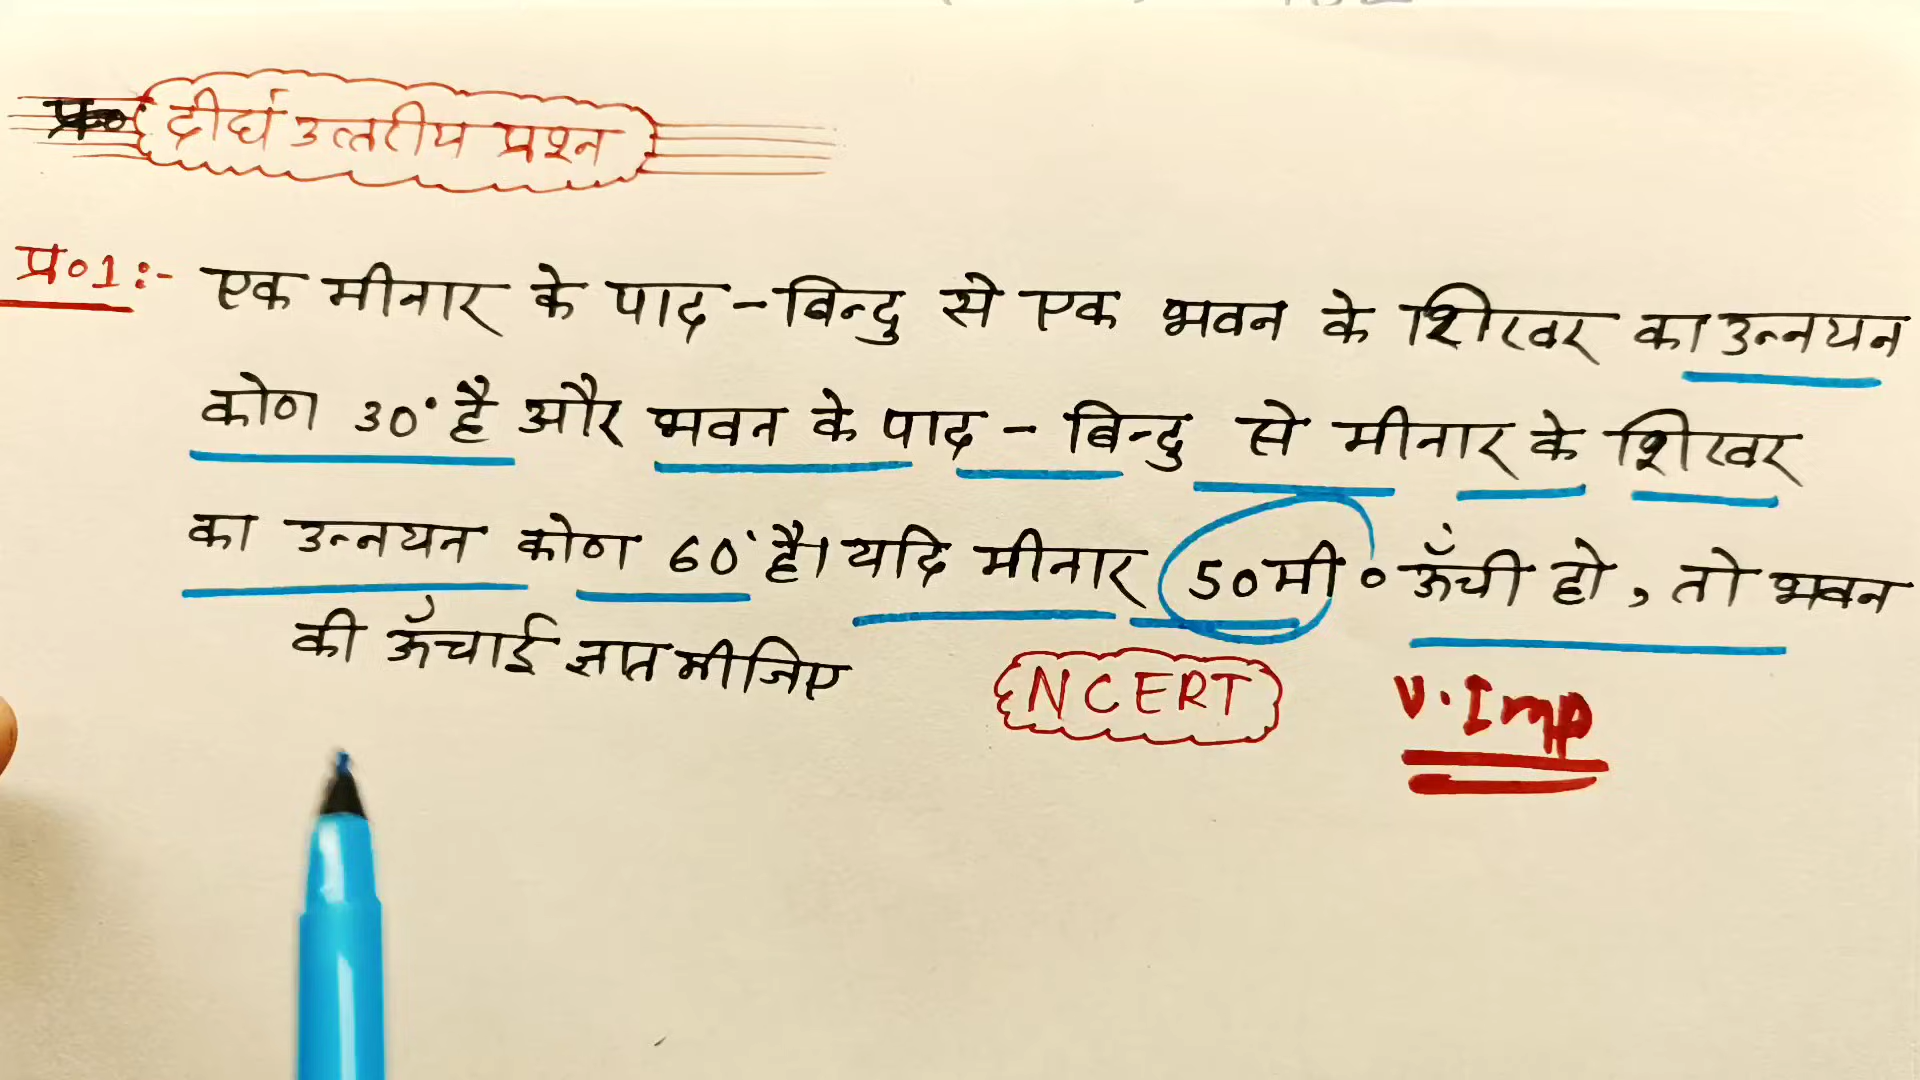 दीर्घ उत्तरीय प्रश्न
प्र०1:- एक मीनार के पाद-बिन्दु से एक भवन के शिखर का उन्नयन
कोण 30° है और भवन के पाद-बिन्दु से मीनार के शिखर
का उन्नयन कोण 60° है। यदि मीनार 50मी० ऊँची हो, तो भवन
की ऊँचाई ज्ञात कीजिए
NCERT
V. Imp